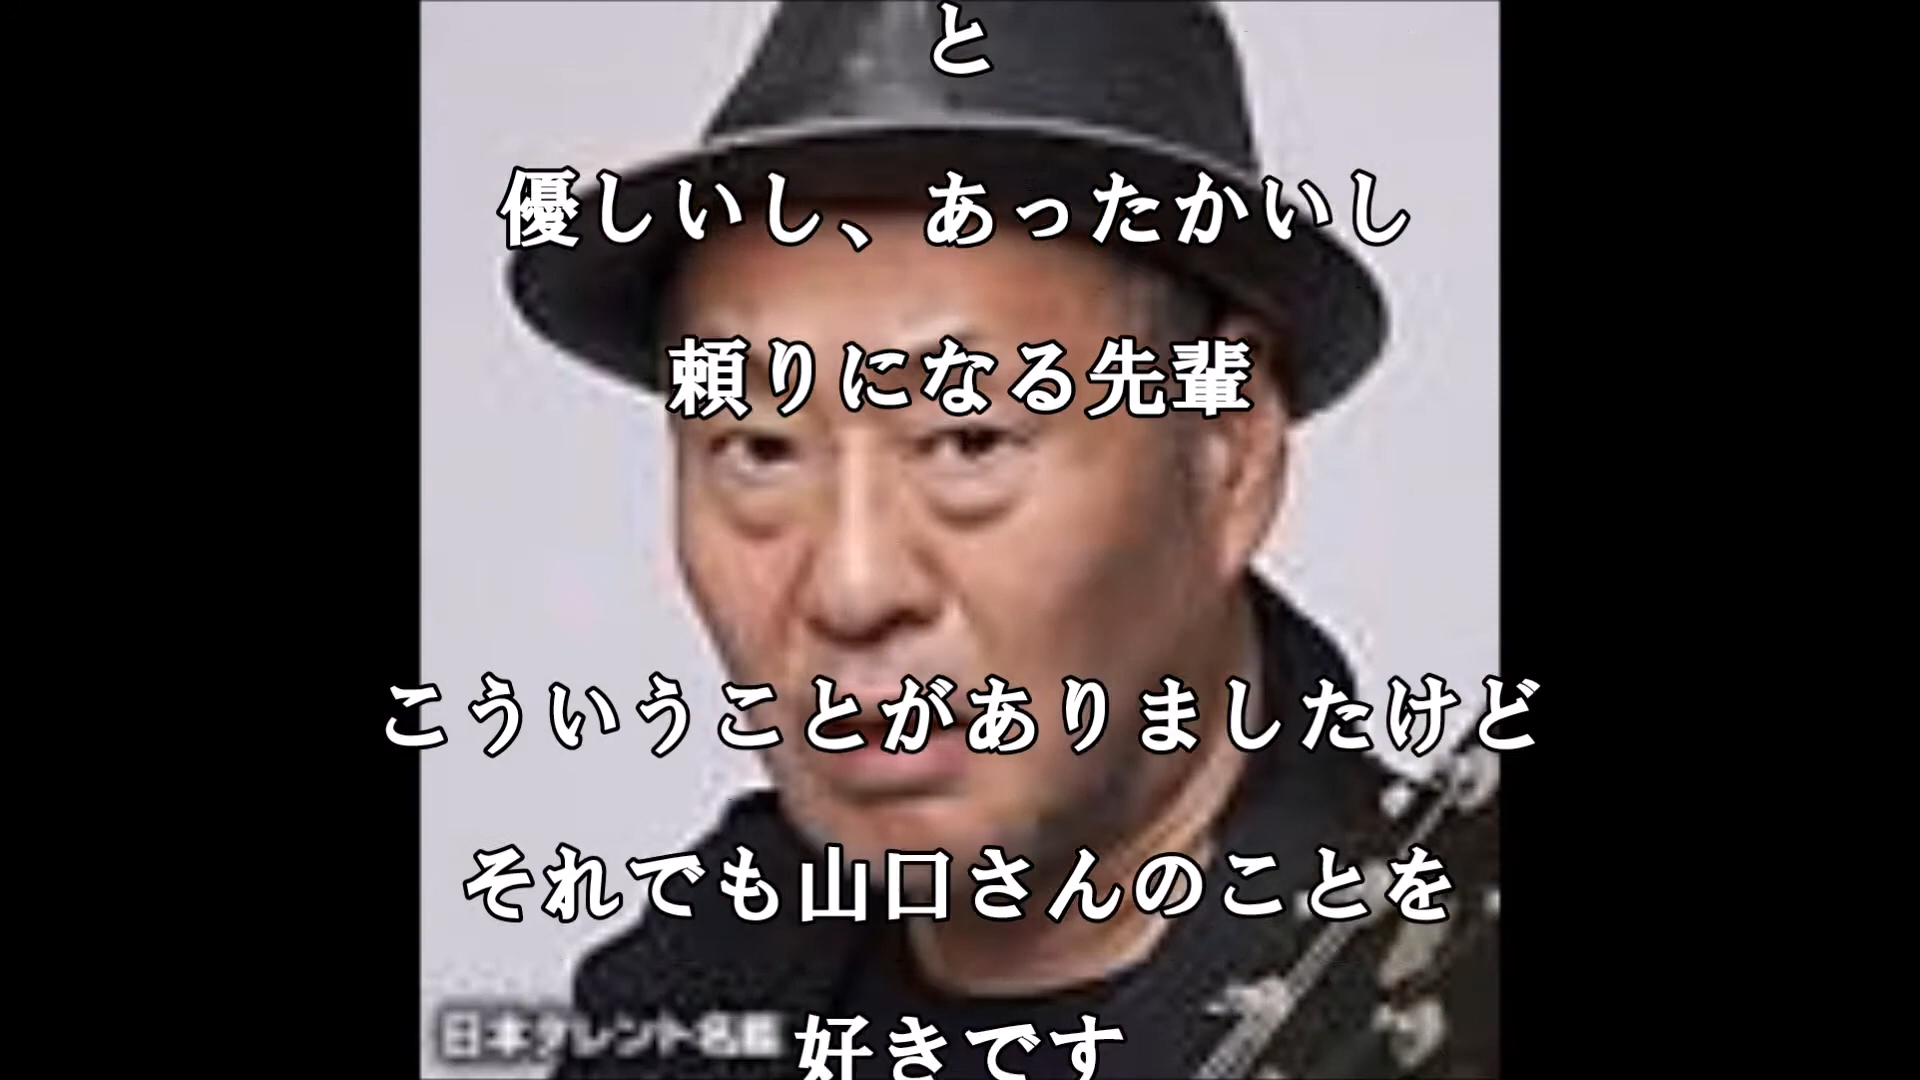 と
優しいし、あったかいし
頼りになる先輩
こういうことがありましたけど
それでも山口さんのことを
好きです
日本タレント名鑑